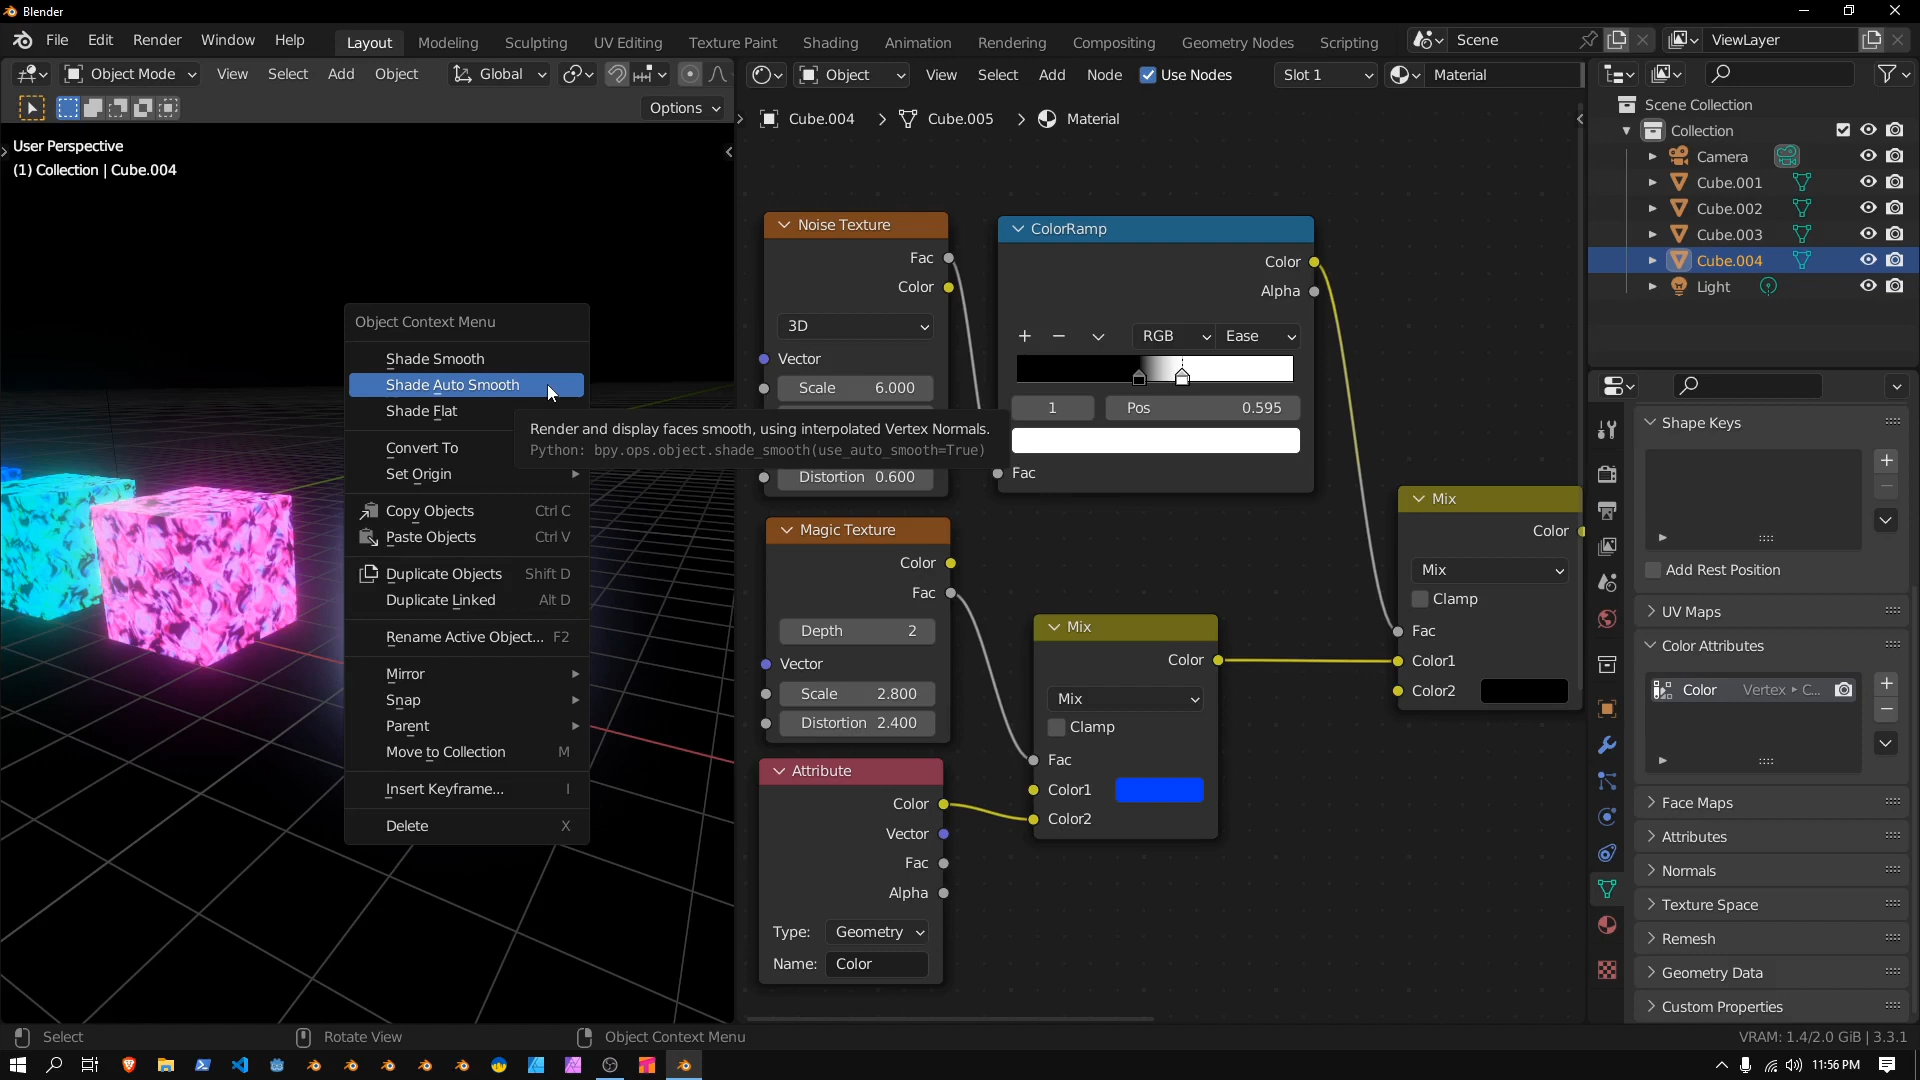 Blender
File Edit Render Window Help Layout Modeling Sculpting UV Editing Texture Paint Shading Animation Rendering Compositing Geometry Nodes Scripting Scene ViewLayer
Object Mode View Select Add Object Global
Options
User Perspective
(1) Collection | Cube.004
Object Context Menu
Shade Smooth
Shade Auto Smooth
Shade Flat
Render and display faces smooth, using interpolated Vertex Normals.
Python: bpy.ops.object.shade_smooth(use_auto_smooth=True)
Convert To
Set Origin
Copy Objects Ctrl C
Paste Objects Ctrl V
Duplicate Objects Shift D
Duplicate Linked Alt D
Rename Active Object... F2
Mirror
Snap
Parent
Move to Collection M
Insert Keyframe... I
Delete X
Object View Select Add Node Use Nodes Slot 1 Material
Cube.004 Cube.005 Material
Noise Texture
Fac
Color
3D
Vector
Scale 6.000
Distortion 0.600
ColorRamp
Color
Alpha
+ − RGB Ease
1 Pos 0.595
Fac
Magic Texture
Color
Fac
Depth 2
Vector
Scale 2.800
Distortion 2.400
Attribute
Color
Vector
Fac
Alpha
Type: Geometry
Name: Color
Mix
Color
Mix
Clamp
Fac
Color1
Color2
Mix
Color
Mix
Clamp
Fac
Color1
Color2
Scene Collection
Collection
Camera
Cube.001
Cube.002
Cube.003
Cube.004
Light
Shape Keys
Add Rest Position
UV Maps
Color Attributes
Color Vertex ▸ C...
Face Maps
Attributes
Normals
Texture Space
Remesh
Geometry Data
Custom Properties
Select Rotate View Object Context Menu VRAM: 1.4/2.0 GiB | 3.3.1
11:56 PM